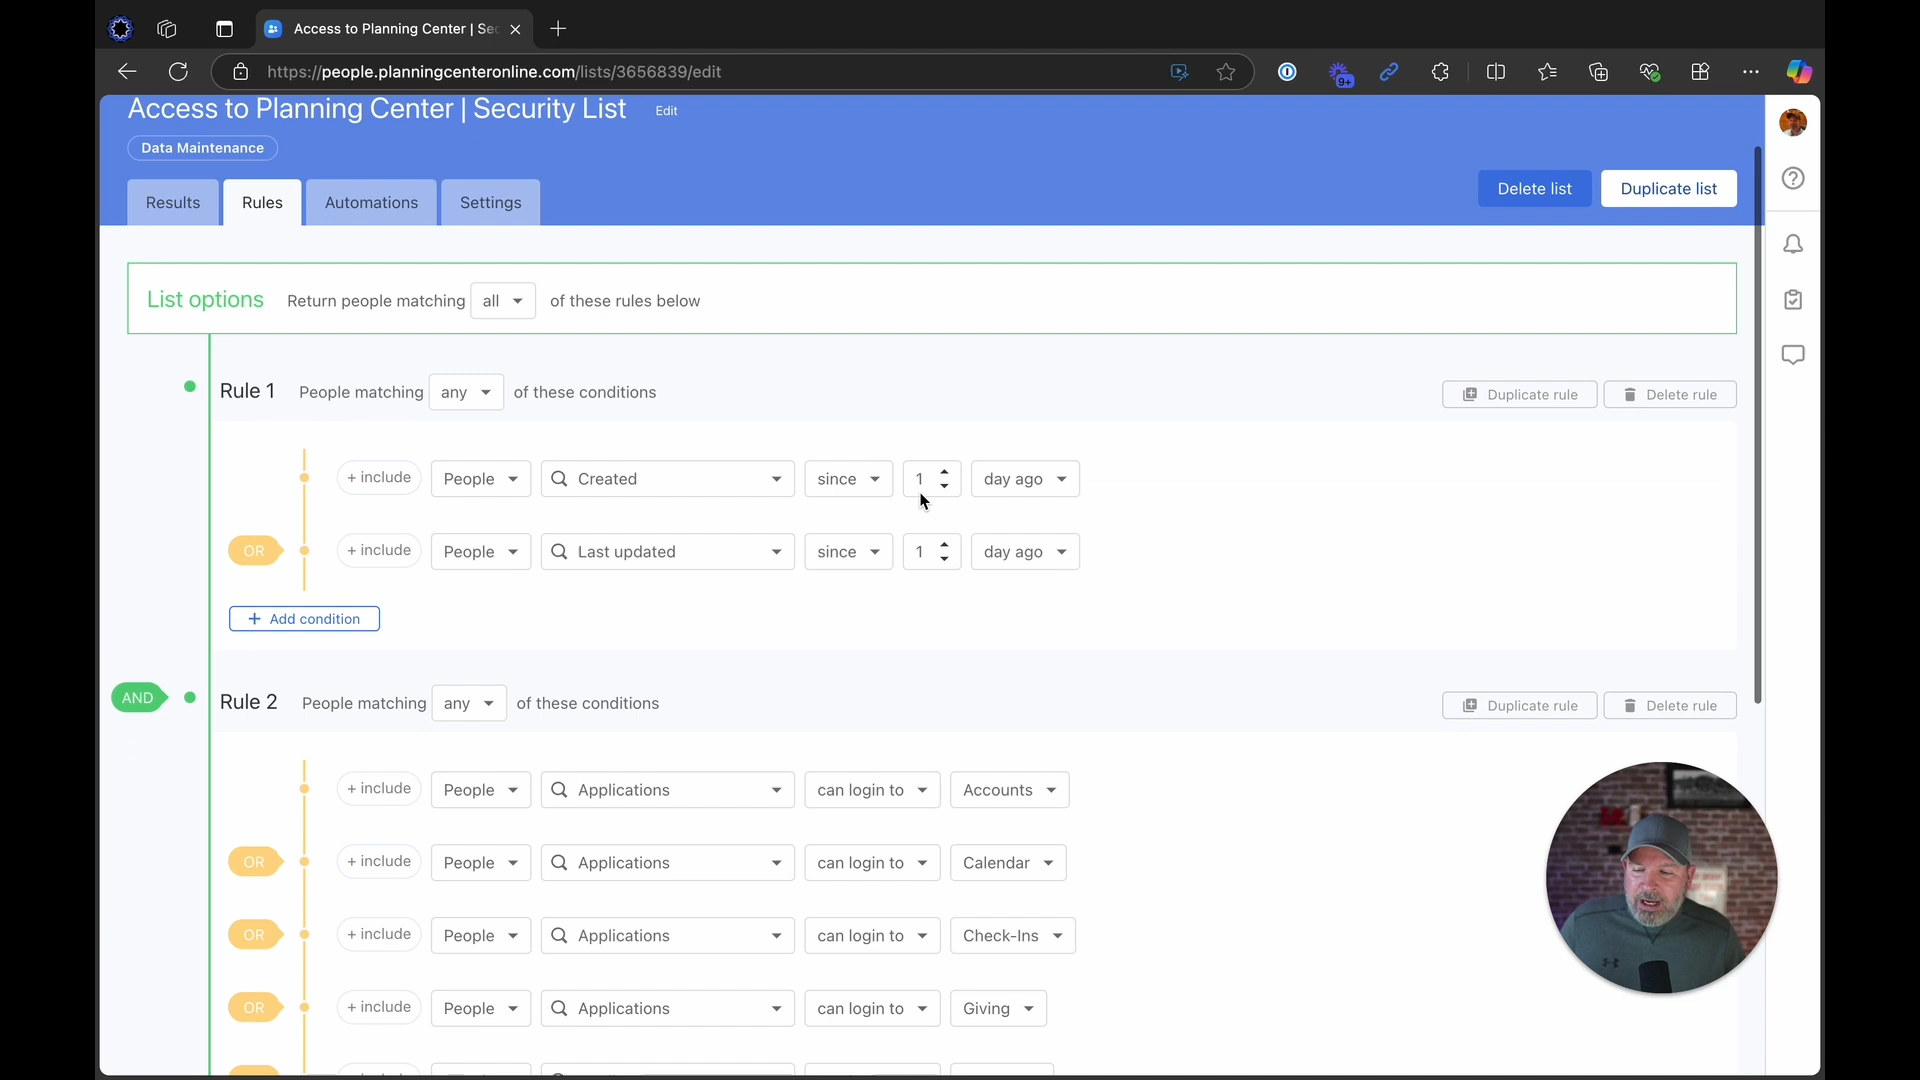 Access to Planning Center | Sec
https://people.planningcenteronline.com/lists/3656839/edit
9+
Access to Planning Center | Security List Edit
Data Maintenance
Results Rules Automations Settings
Delete list Duplicate list
List options Return people matching all of these rules below
Rule 1 People matching any of these conditions
Duplicate rule Delete rule
+ include People Created since 1 day ago
OR + include People Last updated since 1 day ago
+ Add condition
AND Rule 2 People matching any of these conditions
Duplicate rule Delete rule
+ include People Applications can login to Accounts
OR + include People Applications can login to Calendar
OR + include People Applications can login to Check-Ins
OR + include People Applications can login to Giving